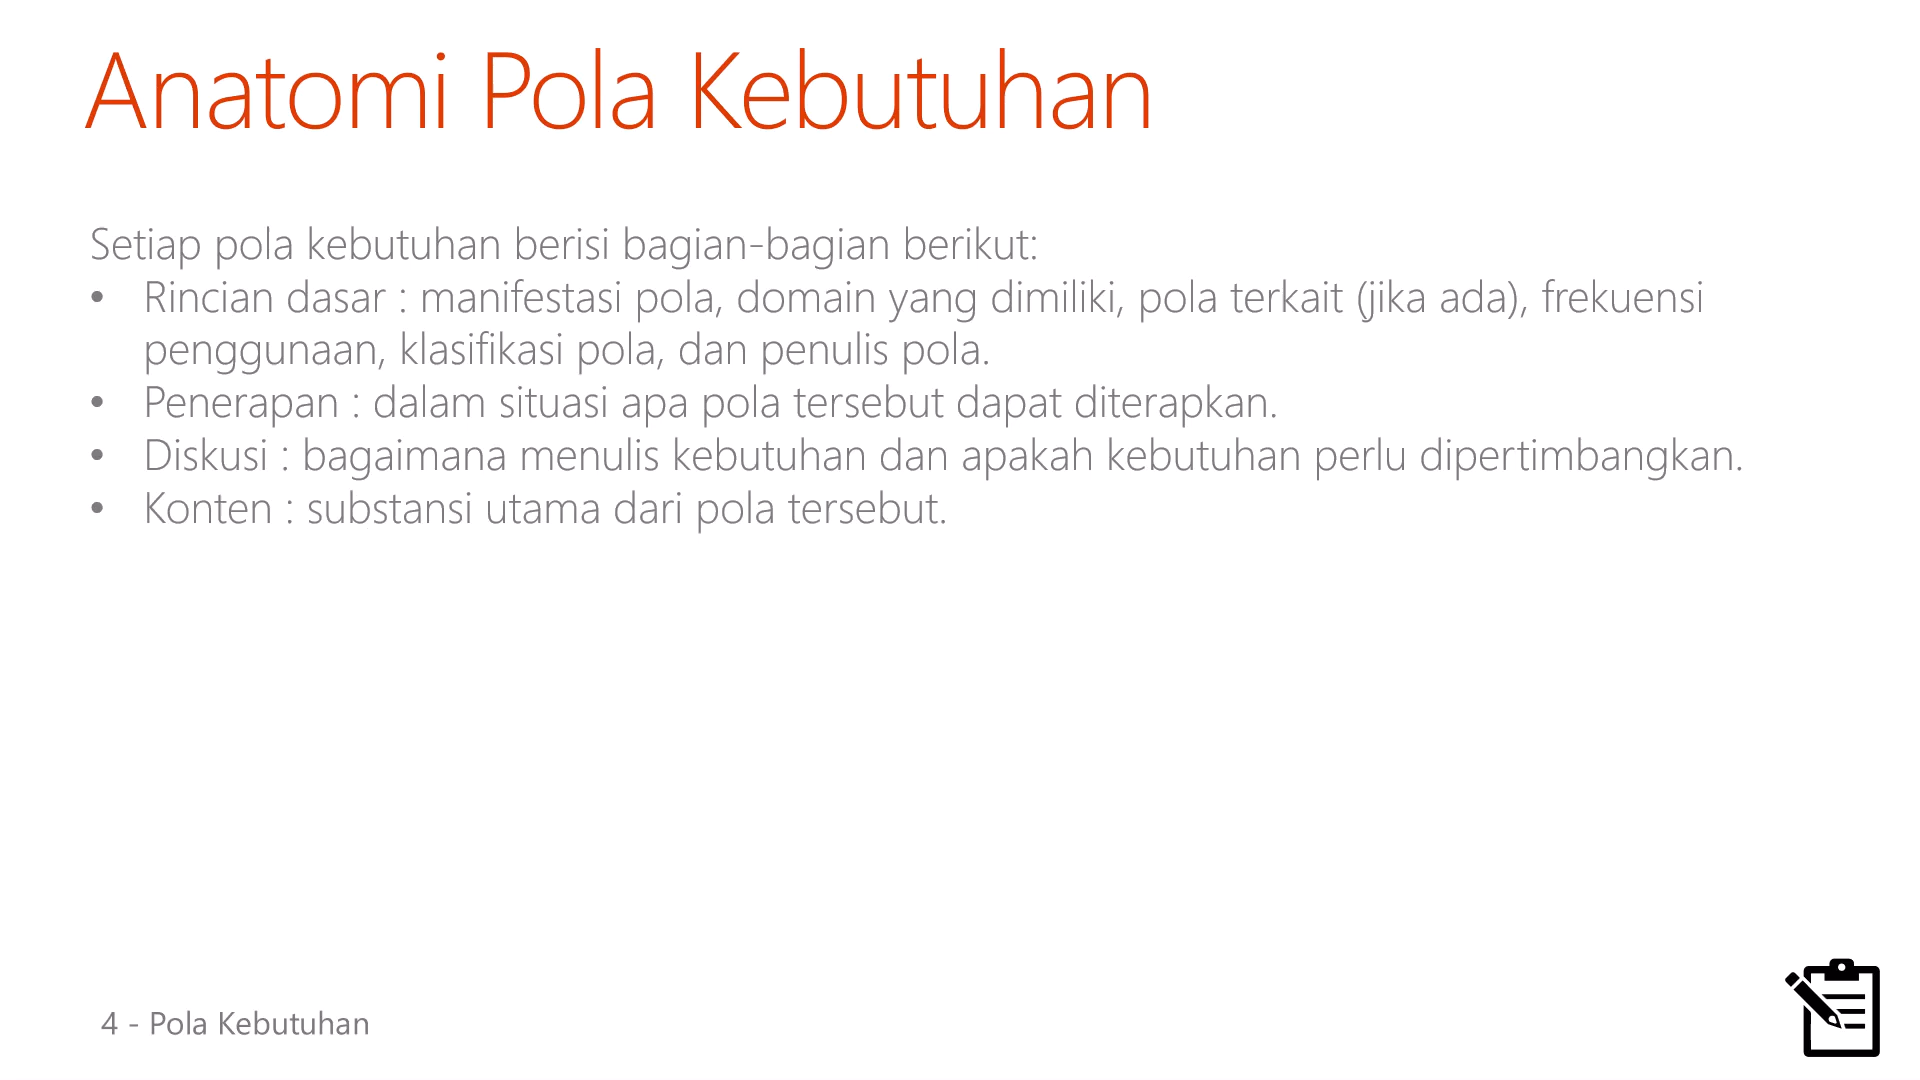 Anatomi Pola Kebutuhan
Setiap pola kebutuhan berisi bagian-bagian berikut:
• Rincian dasar : manifestasi pola, domain yang dimiliki, pola terkait (jika ada), frekuensi
penggunaan, klasifikasi pola, dan penulis pola.
• Penerapan : dalam situasi apa pola tersebut dapat diterapkan.
• Diskusi : bagaimana menulis kebutuhan dan apakah kebutuhan perlu dipertimbangkan.
• Konten : substansi utama dari pola tersebut.
4 - Pola Kebutuhan